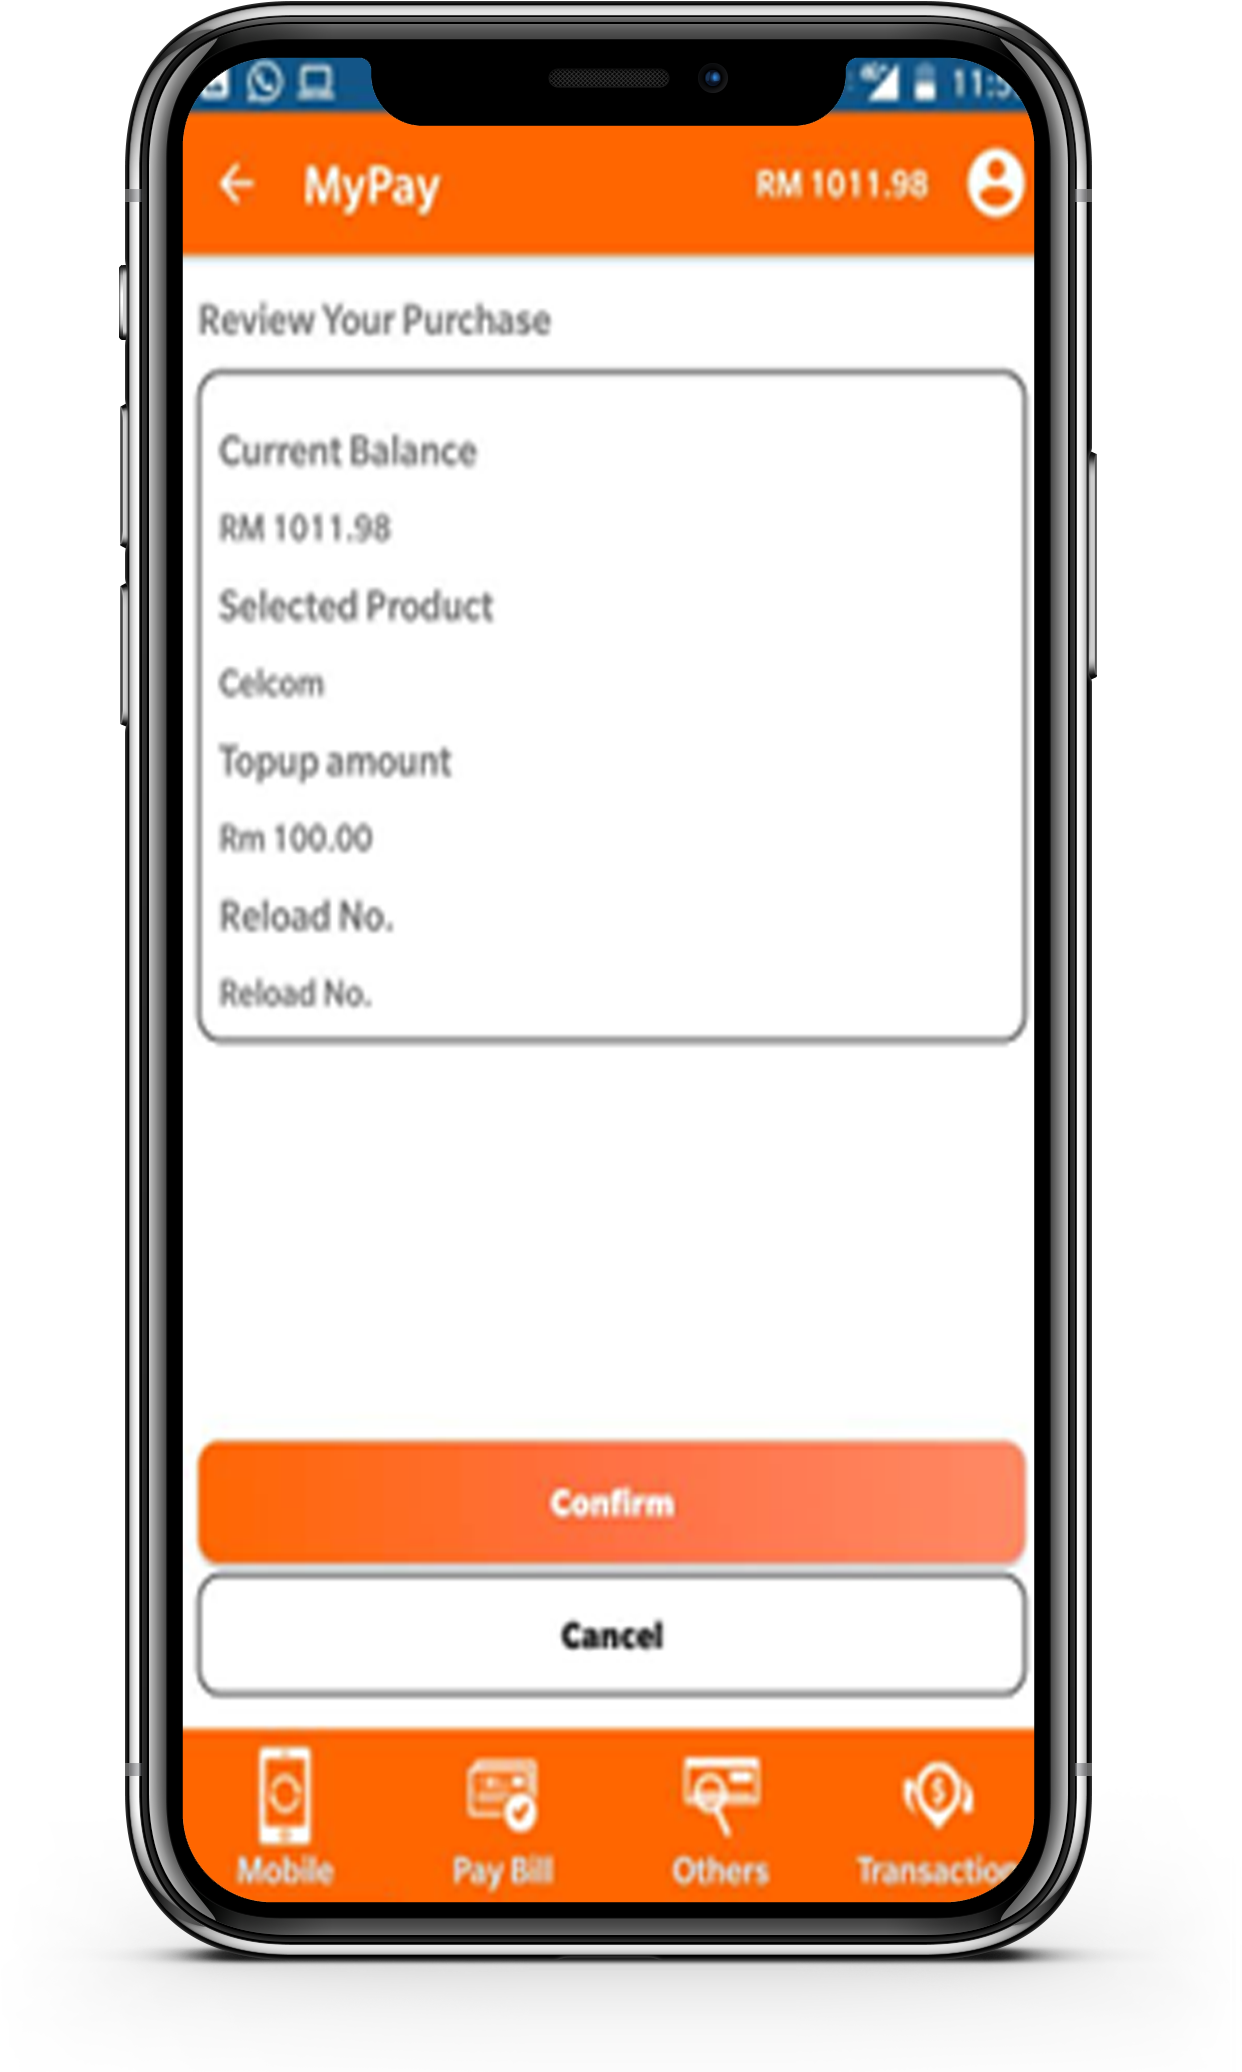 11:5
MyPay
RM 1011.98
Review Your Purchase
Current Balance
RM 1011.98
Selected Product
Celcom
Topup amount
Rm 100.00
Reload No.
Reload No.
Confirm
Cancel
Mobile
Pay Bill
Others
Transaction